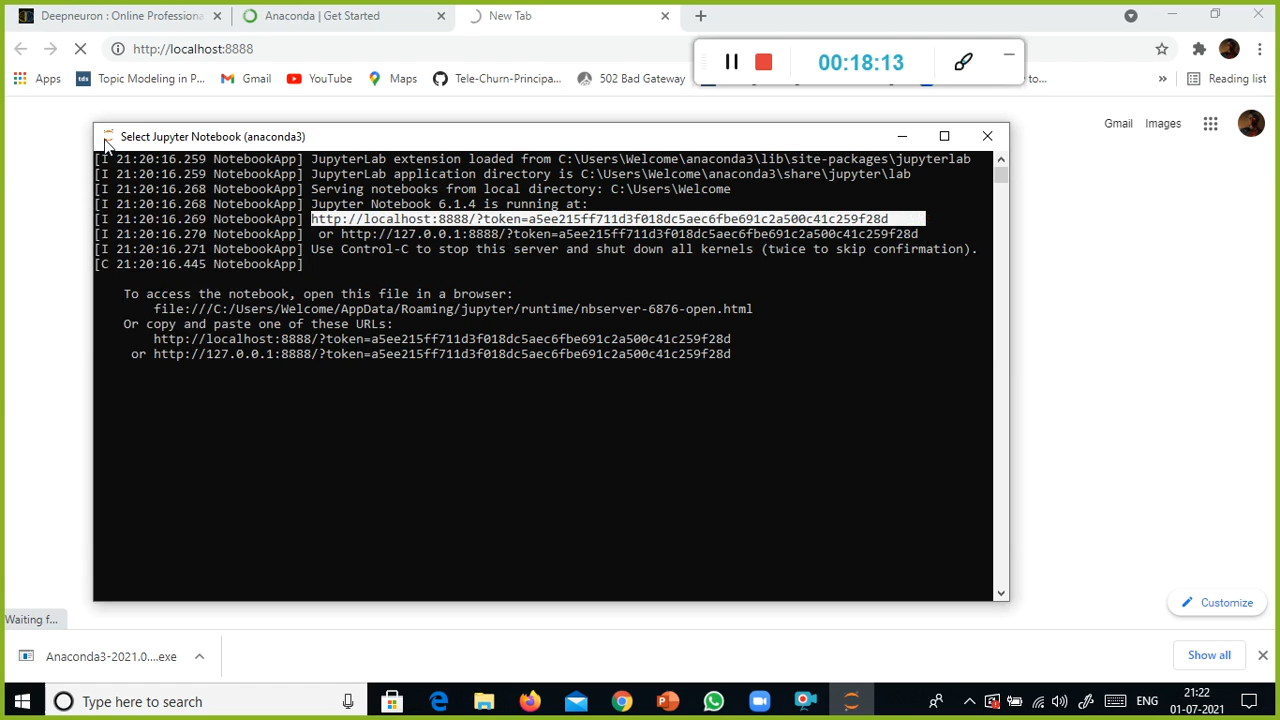 Deepneuron : Online Professiona
Anaconda | Get Started
New Tab
http://localhost:8888
00:18:13
Apps
tds
Topic Modeling in P...
Gmail
YouTube
Maps
Tele-Churn-Principa...
502 Bad Gateway
to...
»
Reading list
Gmail
Images
Select Jupyter Notebook (anaconda3)
[I 21:20:16.259 NotebookApp] JupyterLab extension loaded from C:\Users\Welcome\anaconda3\lib\site-packages\jupyterlab
[I 21:20:16.259 NotebookApp] JupyterLab application directory is C:\Users\Welcome\anaconda3\share\jupyter\lab
[I 21:20:16.268 NotebookApp] Serving notebooks from local directory: C:\Users\Welcome
[I 21:20:16.268 NotebookApp] Jupyter Notebook 6.1.4 is running at:
[I 21:20:16.269 NotebookApp] http://localhost:8888/?token=a5ee215ff711d3f018dc5aec6fbe691c2a500c41c259f28d
[I 21:20:16.270 NotebookApp]  or http://127.0.0.1:8888/?token=a5ee215ff711d3f018dc5aec6fbe691c2a500c41c259f28d
[I 21:20:16.271 NotebookApp] Use Control-C to stop this server and shut down all kernels (twice to skip confirmation).
[C 21:20:16.445 NotebookApp]
To access the notebook, open this file in a browser:
file:///C:/Users/Welcome/AppData/Roaming/jupyter/runtime/nbserver-6876-open.html
Or copy and paste one of these URLs:
http://localhost:8888/?token=a5ee215ff711d3f018dc5aec6fbe691c2a500c41c259f28d
or http://127.0.0.1:8888/?token=a5ee215ff711d3f018dc5aec6fbe691c2a500c41c259f28d
Customize
Waiting f...
Anaconda3-2021.0....exe
Show all
Type here to search
ENG
21:22
01-07-2021